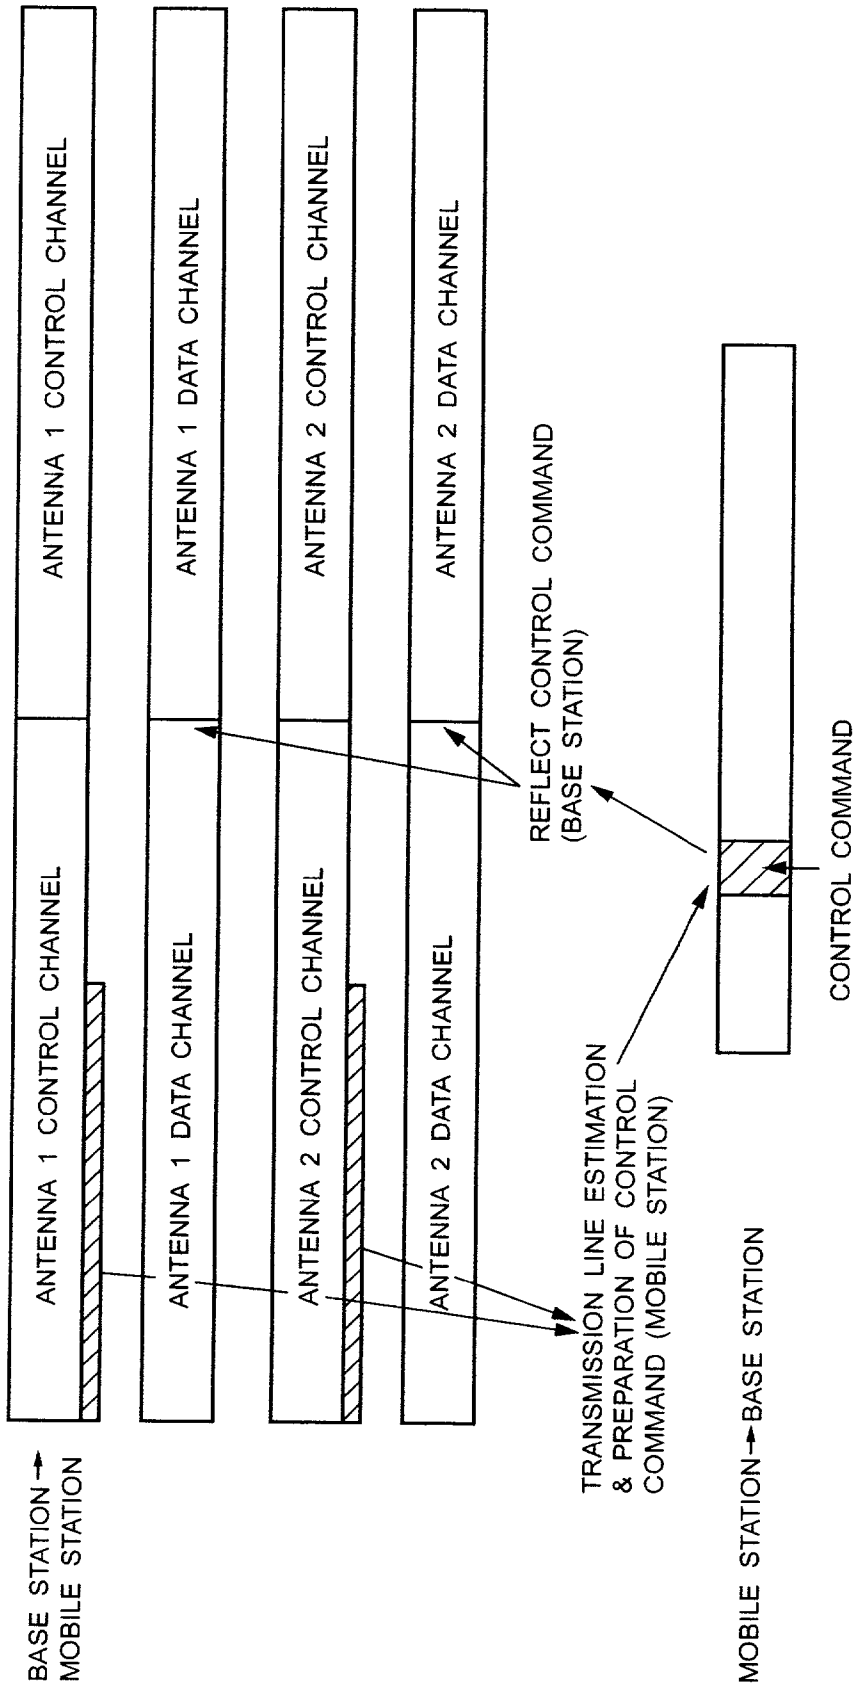 BASE STATION→
MOBILE STATION
ANTENNA 1 CONTROL CHANNEL
ANTENNA 1 CONTROL CHANNEL
ANTENNA 1 DATA CHANNEL
ANTENNA 1 DATA CHANNEL
ANTENNA 2 CONTROL CHANNEL
ANTENNA 2 CONTROL CHANNEL
ANTENNA 2 DATA CHANNEL
ANTENNA 2 DATA CHANNEL
REFLECT CONTROL COMMAND
(BASE STATION)
TRANSMISSION LINE ESTIMATION
& PREPARATION OF CONTROL
COMMAND (MOBILE STATION)
MOBILE STATION→BASE STATION
CONTROL COMMAND